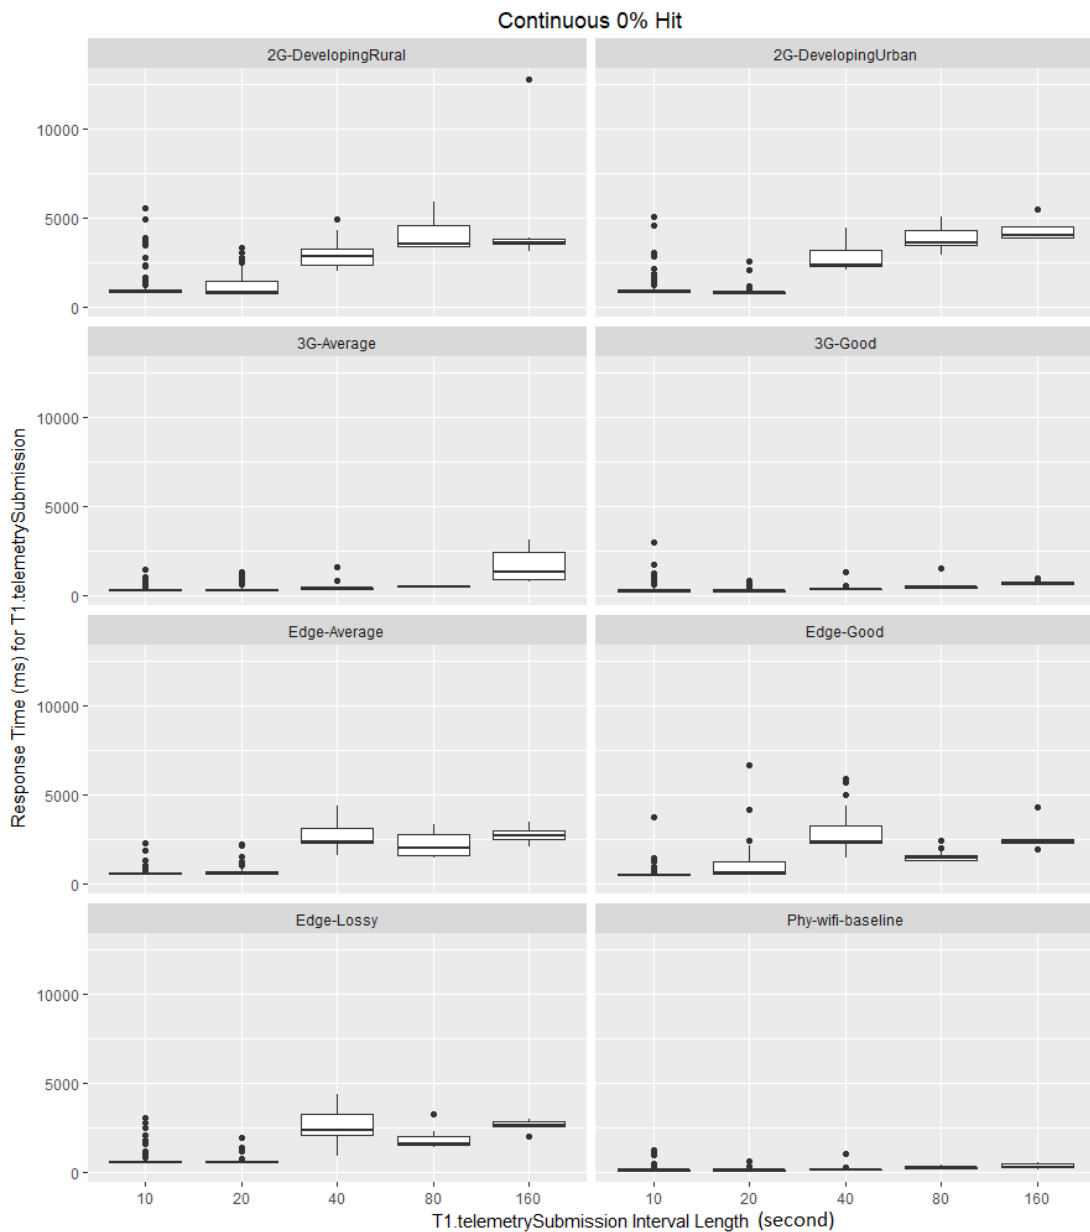 Continuous 0% Hit
2G-DevelopingRural
2G-DevelopingUrban
10000
5000
0
3G-Average
3G-Good
10000
5000
0
Response Time (ms) for T1.telemetrySubmission
Edge-Average
Edge-Good
10000
5000
0
Edge-Lossy
Phy-wifi-baseline
10000
5000
0
10 20 40 80 160
10 20 40 80 160
T1.telemetrySubmission Interval Length (second)